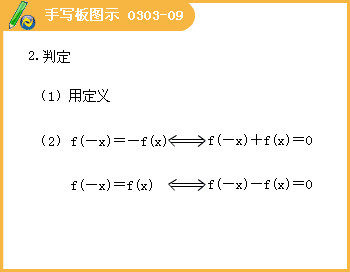 手写板图示 0303-09
2.判定
（1）用定义
（2）f(－x)＝－f(x)⟺f(－x)＋f(x)＝0
f(－x)＝f(x) ⟺f(－x)－f(x)＝0